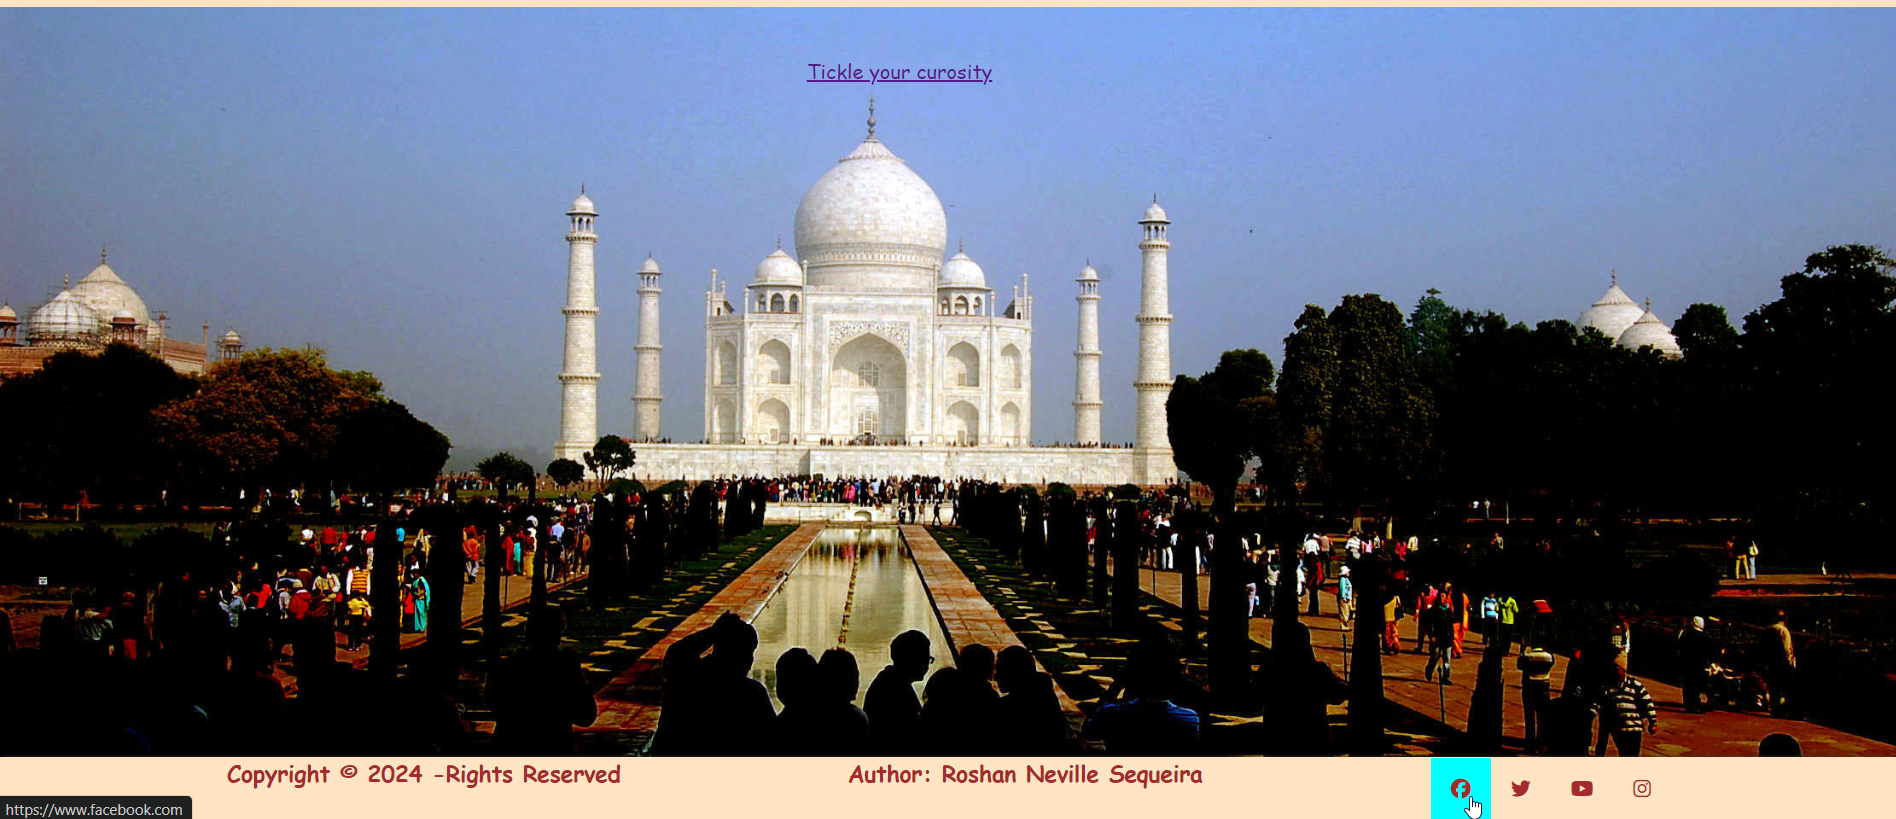 Tickle your curosity
Copyright © 2024 -Rights Reserved
Author: Roshan Neville Sequeira
https://www.facebook.com